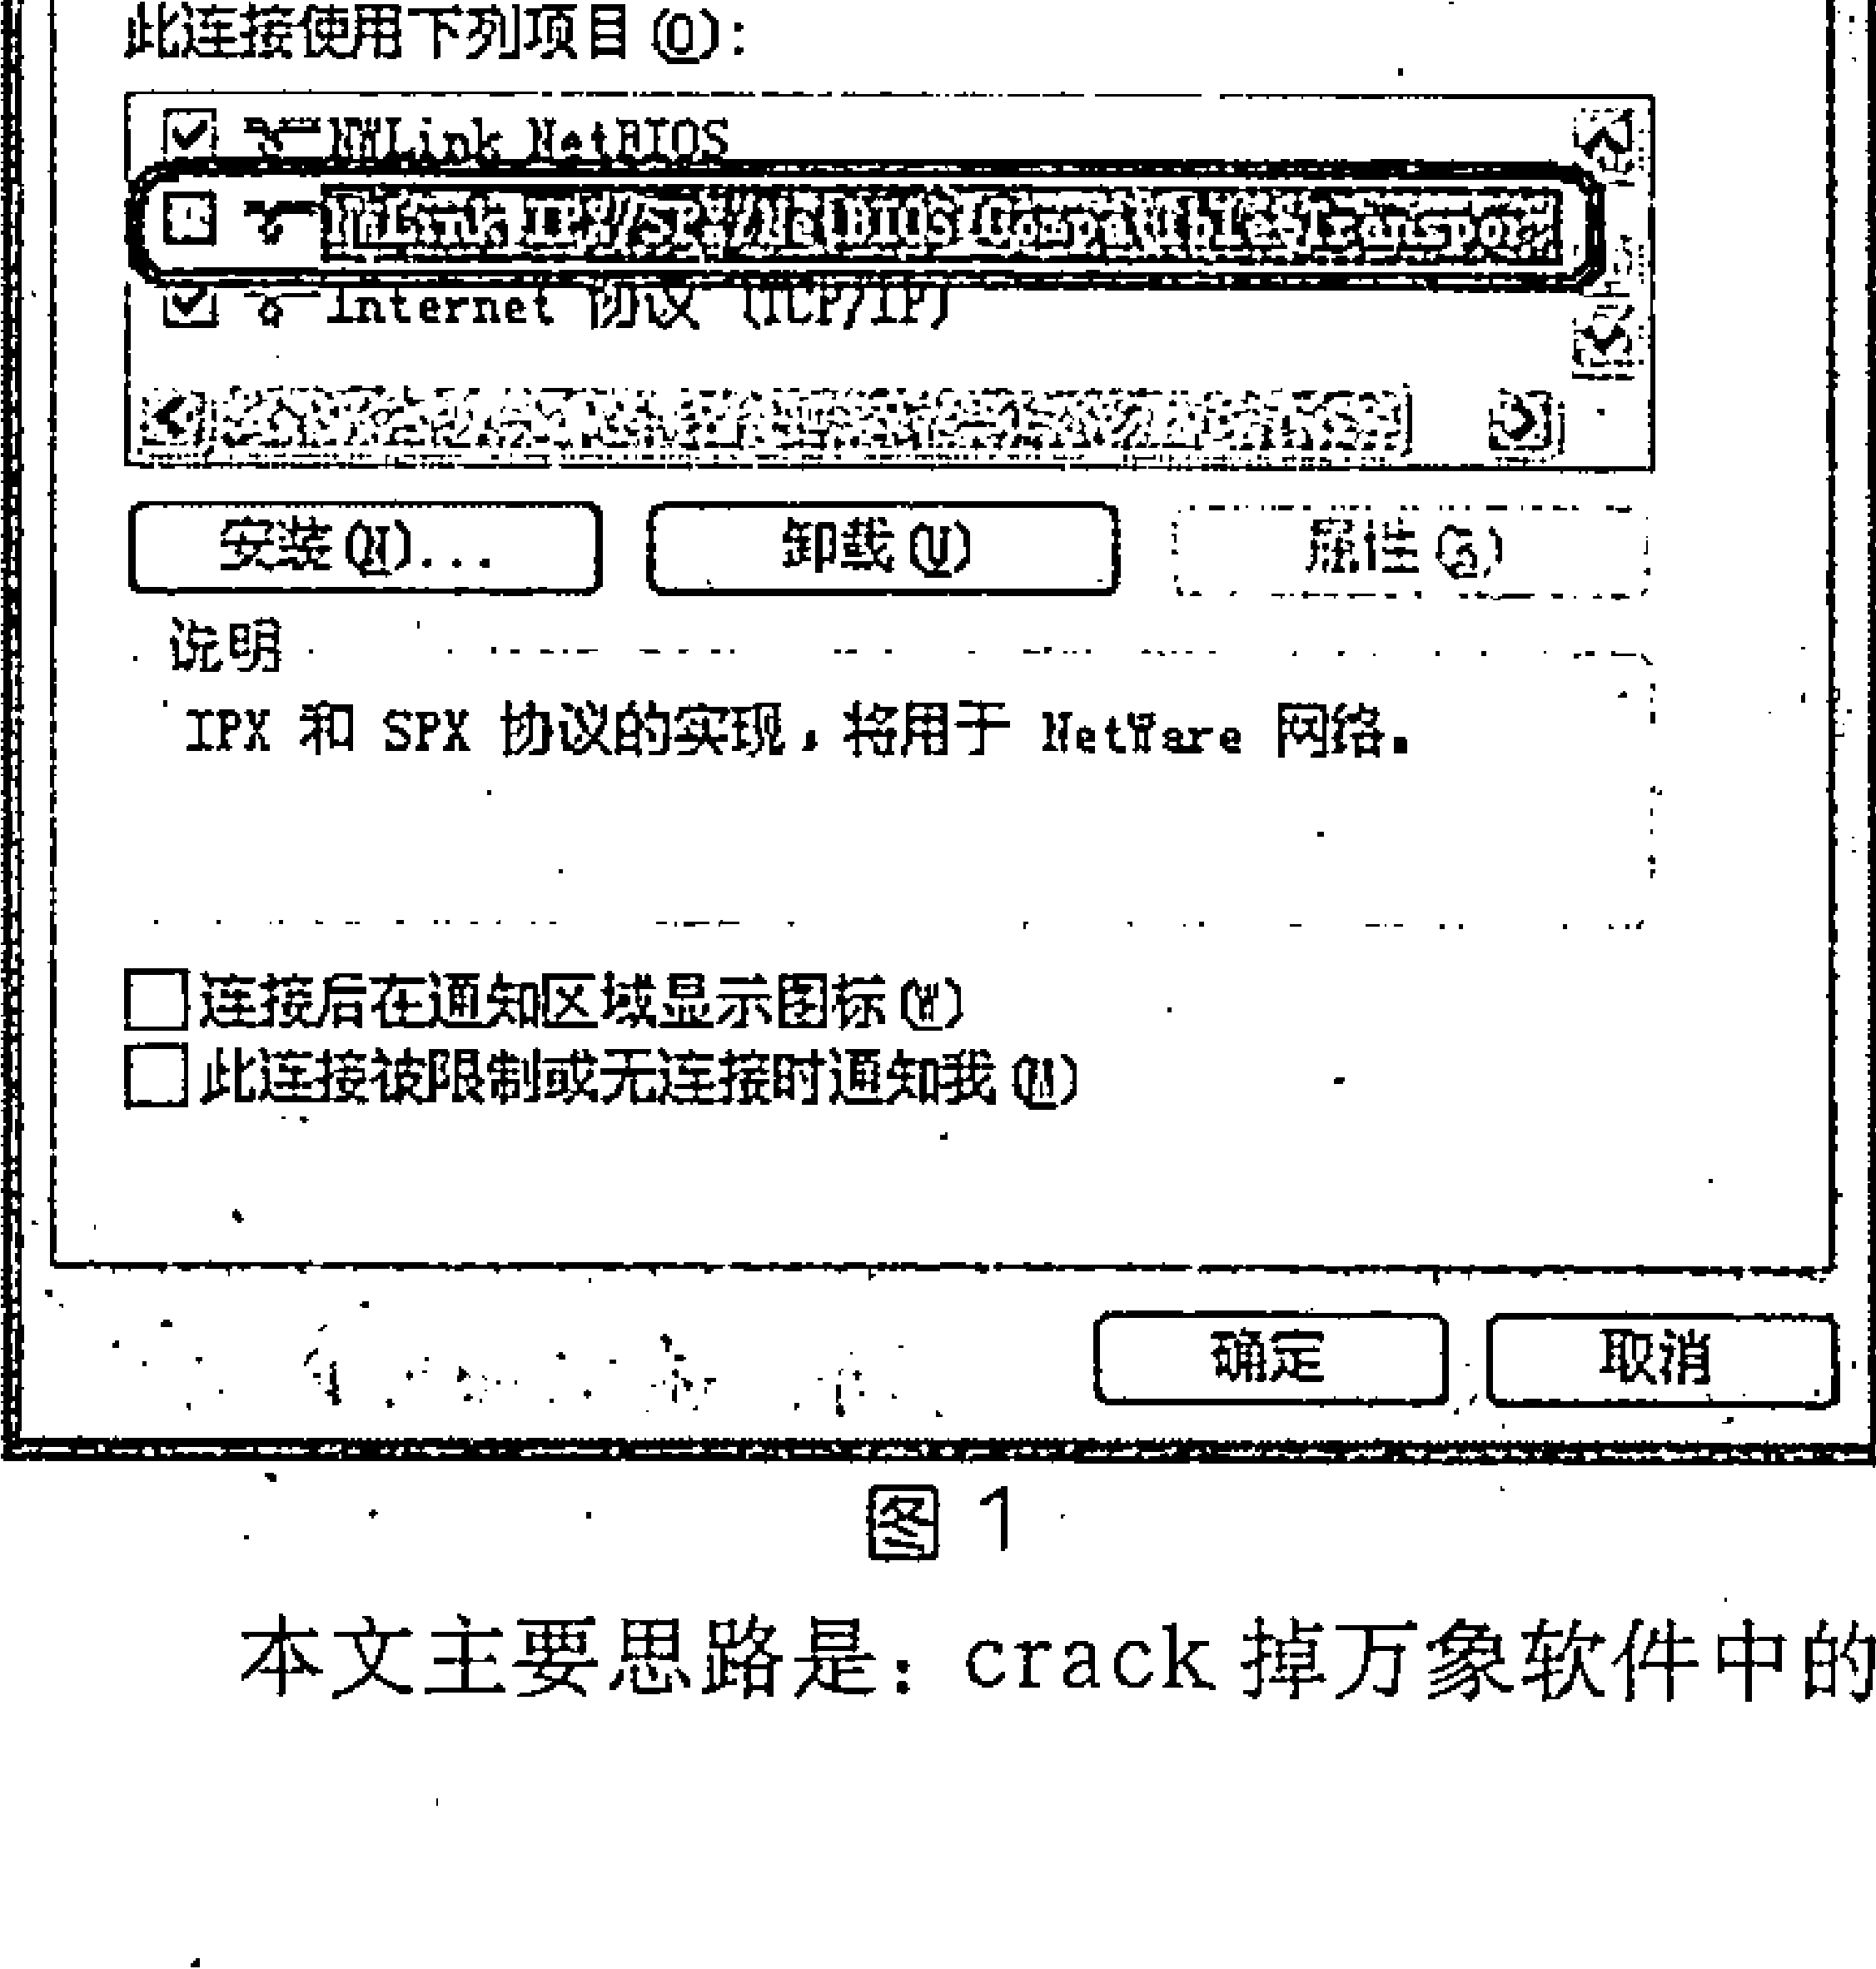 此连接使用下列项目(O):
NWLink NetBIOS
NWLink IPX/SPX/NetBIOS Compatible Transpor
Internet 协议 (TCP/IP)
安装(N)... 卸载(U) 属性(S)
说明
IPX 和 SPX 协议的实现，将用于 NetWare 网络。
连接后在通知区域显示图标(W)
此连接被限制或无连接时通知我(M)
确定 取消
图 1
本文主要思路是：crack 掉万象软件中的